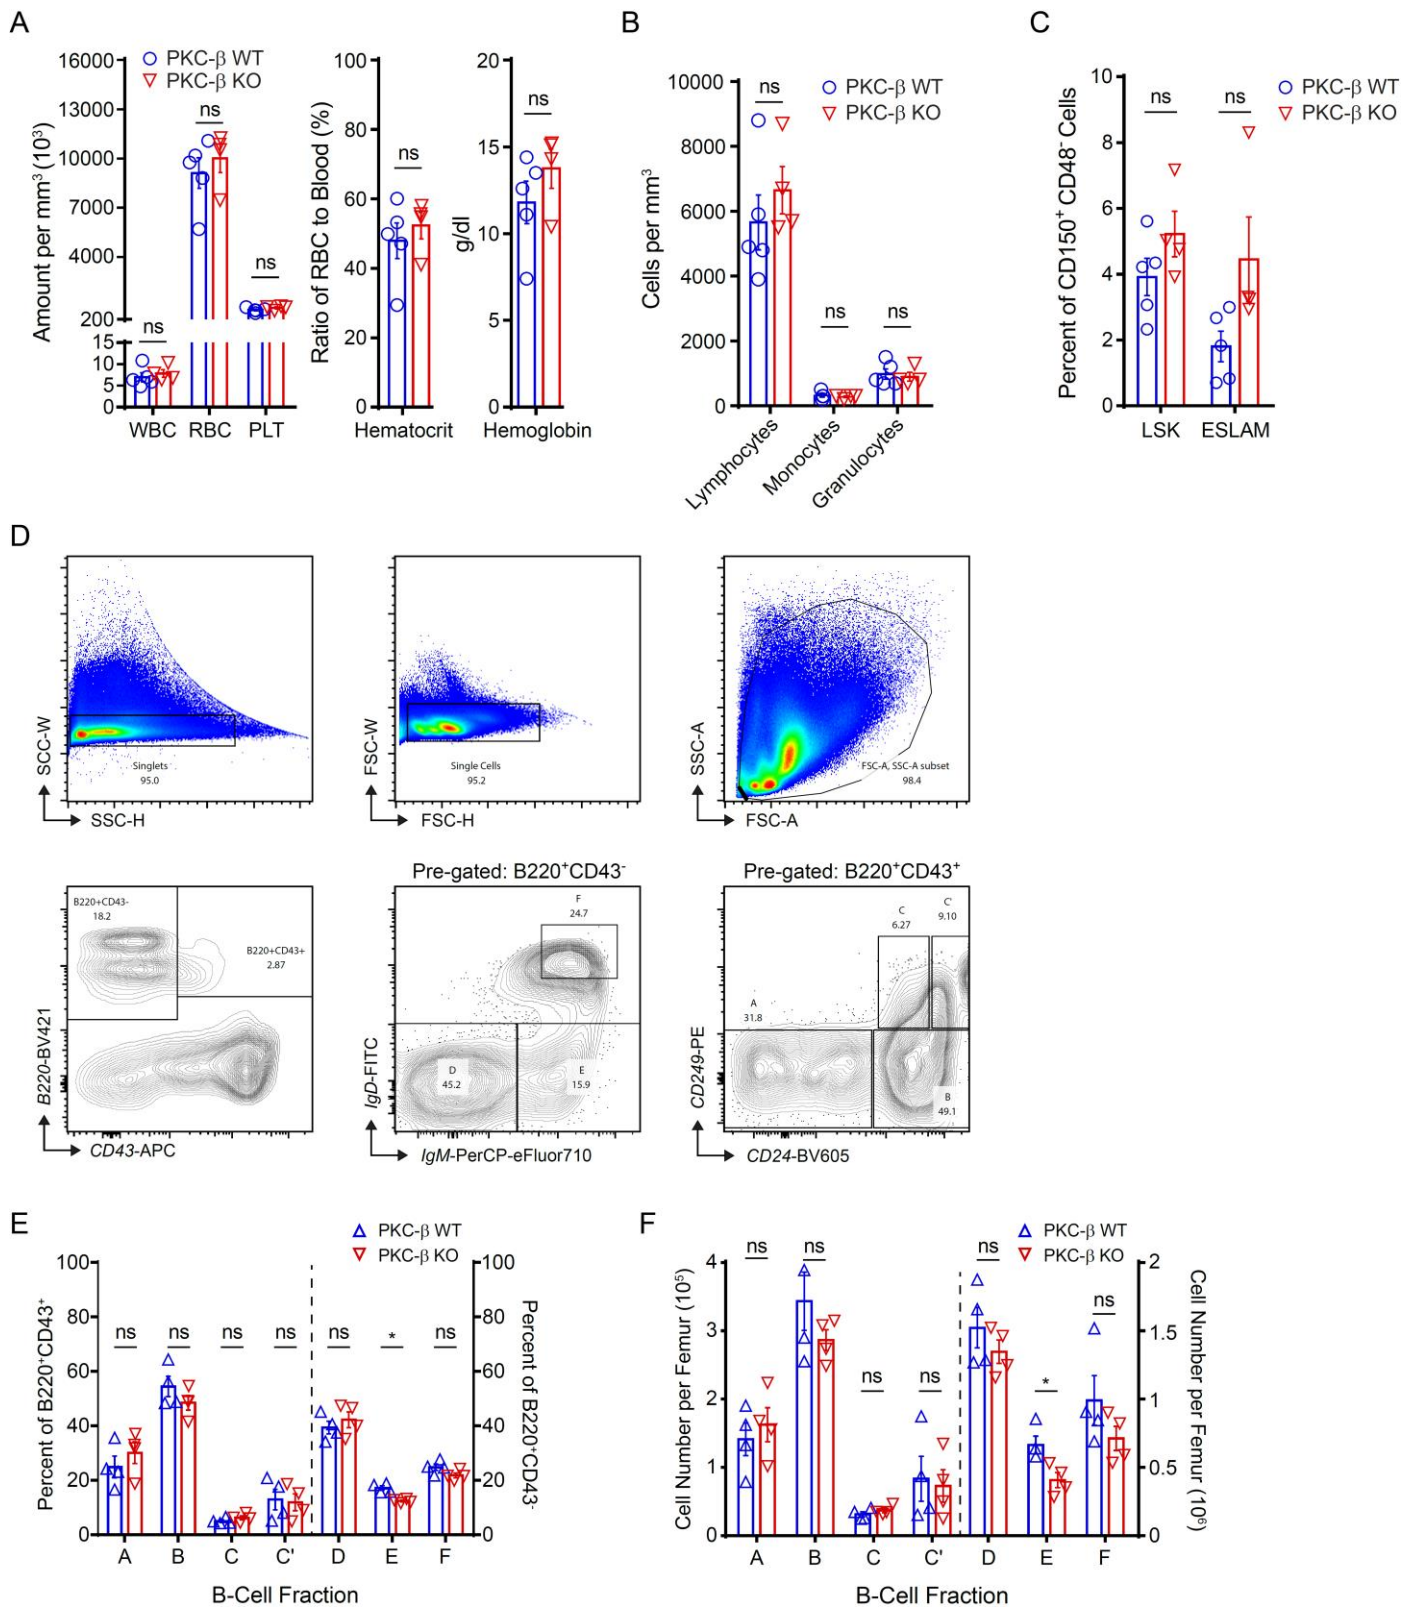 A
PKC-β WT
PKC-β KO
Amount per mm³ (10³)
16000
13000
10000
7000
4000
200
15
10
5
0
ns
ns
ns
WBC
RBC
PLT
Ratio of RBC to Blood (%)
100
80
60
40
20
0
ns
Hematocrit
g/dl
20
15
10
5
0
ns
Hemoglobin
B
PKC-β WT
PKC-β KO
Cells per mm³
10000
8000
6000
4000
2000
0
ns
ns
ns
Lymphocytes
Monocytes
Granulocytes
C
PKC-β WT
PKC-β KO
Percent of CD150⁺ CD48⁻ Cells
10
8
6
4
2
0
ns
ns
LSK
ESLAM
D
SCC-W
Singlets
95.0
SSC-H
FSC-W
Single Cells
95.2
FSC-H
SSC-A
FSC-A, SSC-A subset
98.4
FSC-A
B220+CD43-
18.2
B220+CD43+
2.87
B220-BV421
CD43-APC
Pre-gated: B220⁺CD43⁻
F
24.7
D
45.2
E
15.9
IgD-FITC
IgM-PerCP-eFluor710
Pre-gated: B220⁺CD43⁺
C
6.27
C'
9.10
A
31.8
B
49.1
CD249-PE
CD24-BV605
E
PKC-β WT
PKC-β KO
Percent of B220⁺CD43⁺
100
80
60
40
20
0
ns
ns
ns
ns
ns
*
ns
100
80
60
40
20
0
Percent of B220⁺CD43⁻
A
B
C
C'
D
E
F
B-Cell Fraction
F
PKC-β WT
PKC-β KO
Cell Number per Femur (10⁵)
4
3
2
1
0
ns
ns
ns
ns
ns
*
ns
2
1.5
1
0.5
0
Cell Number per Femur (10⁶)
A
B
C
C'
D
E
F
B-Cell Fraction